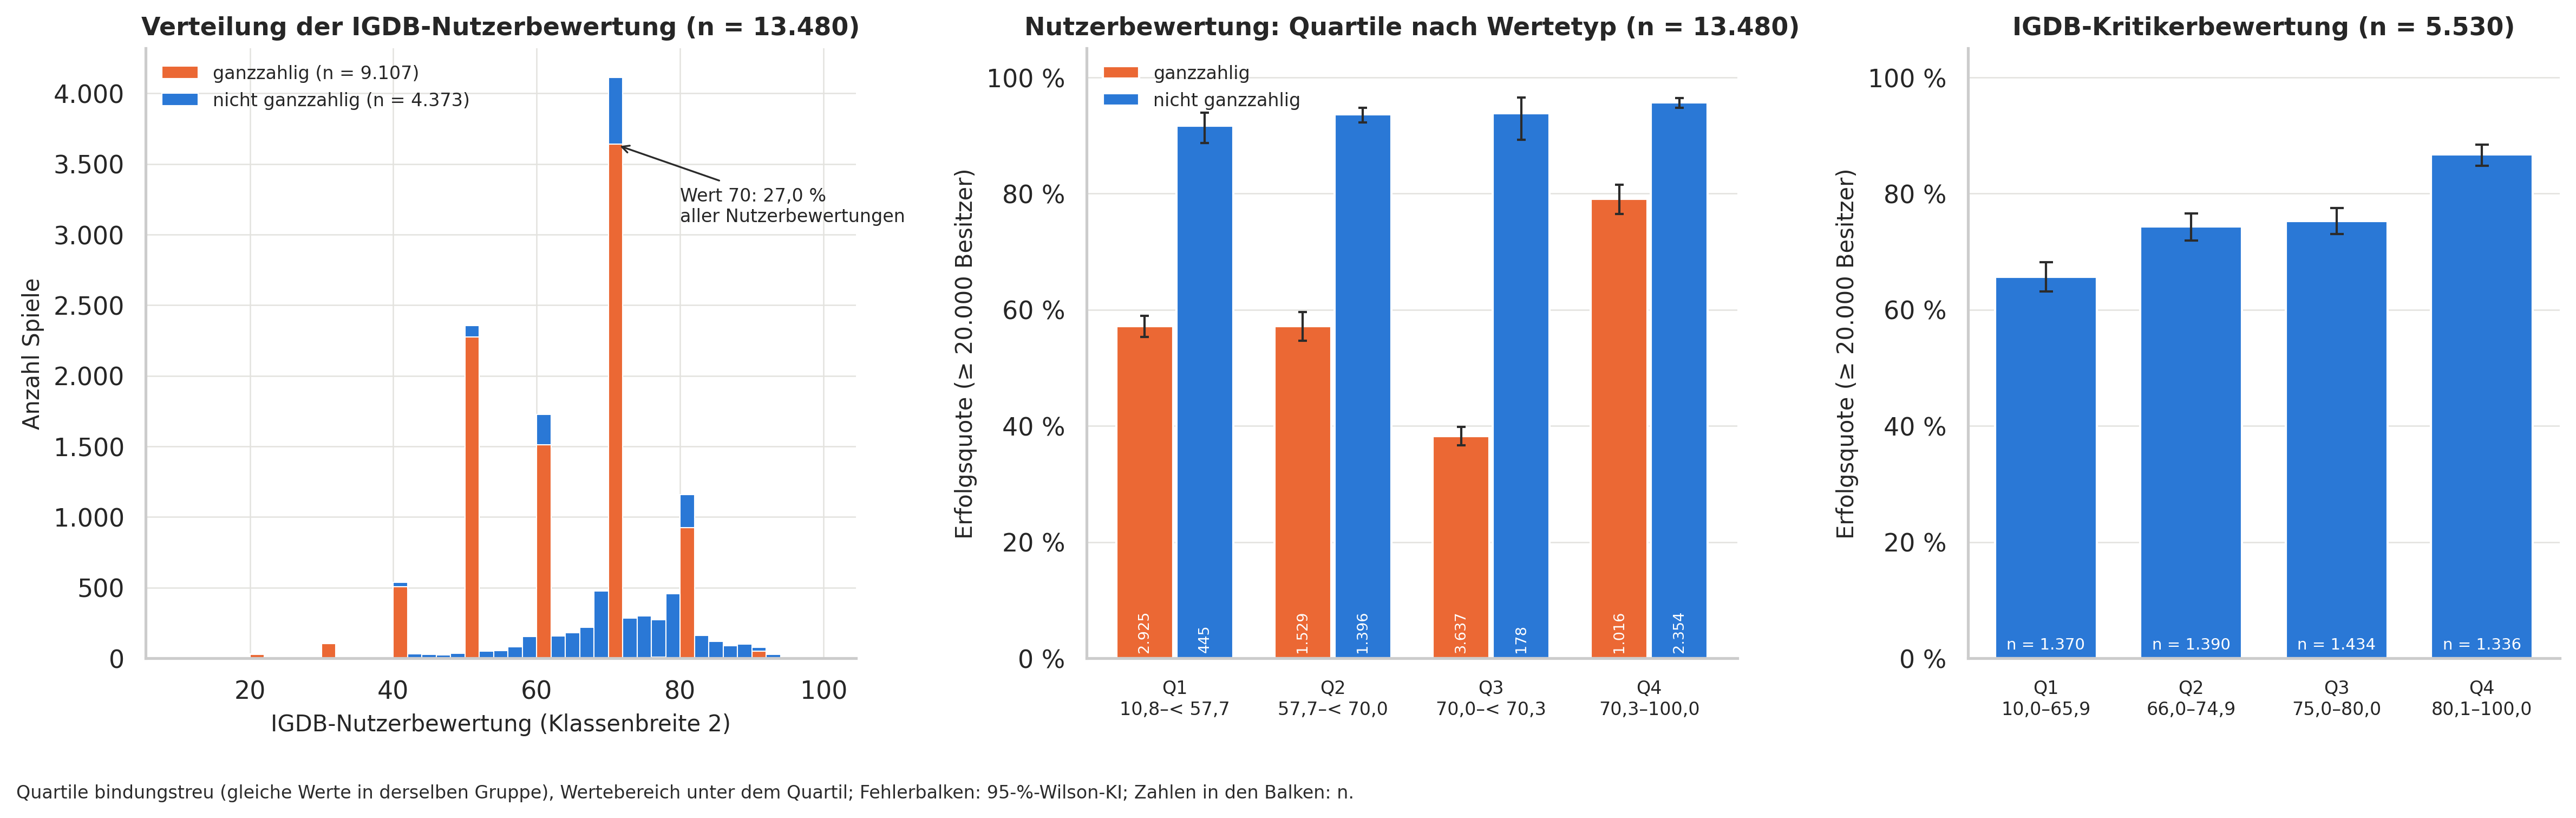 Verteilung der IGDB-Nutzerbewertung (n = 13.480)
ganzzahlig (n = 9.107)
nicht ganzzahlig (n = 4.373)
Wert 70: 27,0 %
aller Nutzerbewertungen
Anzahl Spiele
4.000
3.500
3.000
2.500
2.000
1.500
1.000
500
0
20
40
60
80
100
IGDB-Nutzerbewertung (Klassenbreite 2)
Nutzerbewertung: Quartile nach Wertetyp (n = 13.480)
ganzzahlig
nicht ganzzahlig
Erfolgsquote (≥ 20.000 Besitzer)
100 %
80 %
60 %
40 %
20 %
0 %
2.925
445
1.529
1.396
3.637
178
1.016
2.354
Q1
10,8–< 57,7
Q2
57,7–< 70,0
Q3
70,0–< 70,3
Q4
70,3–100,0
IGDB-Kritikerbewertung (n = 5.530)
Erfolgsquote (≥ 20.000 Besitzer)
100 %
80 %
60 %
40 %
20 %
0 %
n = 1.370
n = 1.390
n = 1.434
n = 1.336
Q1
10,0–65,9
Q2
66,0–74,9
Q3
75,0–80,0
Q4
80,1–100,0
Quartile bindungstreu (gleiche Werte in derselben Gruppe), Wertebereich unter dem Quartil; Fehlerbalken: 95-%-Wilson-KI; Zahlen in den Balken: n.